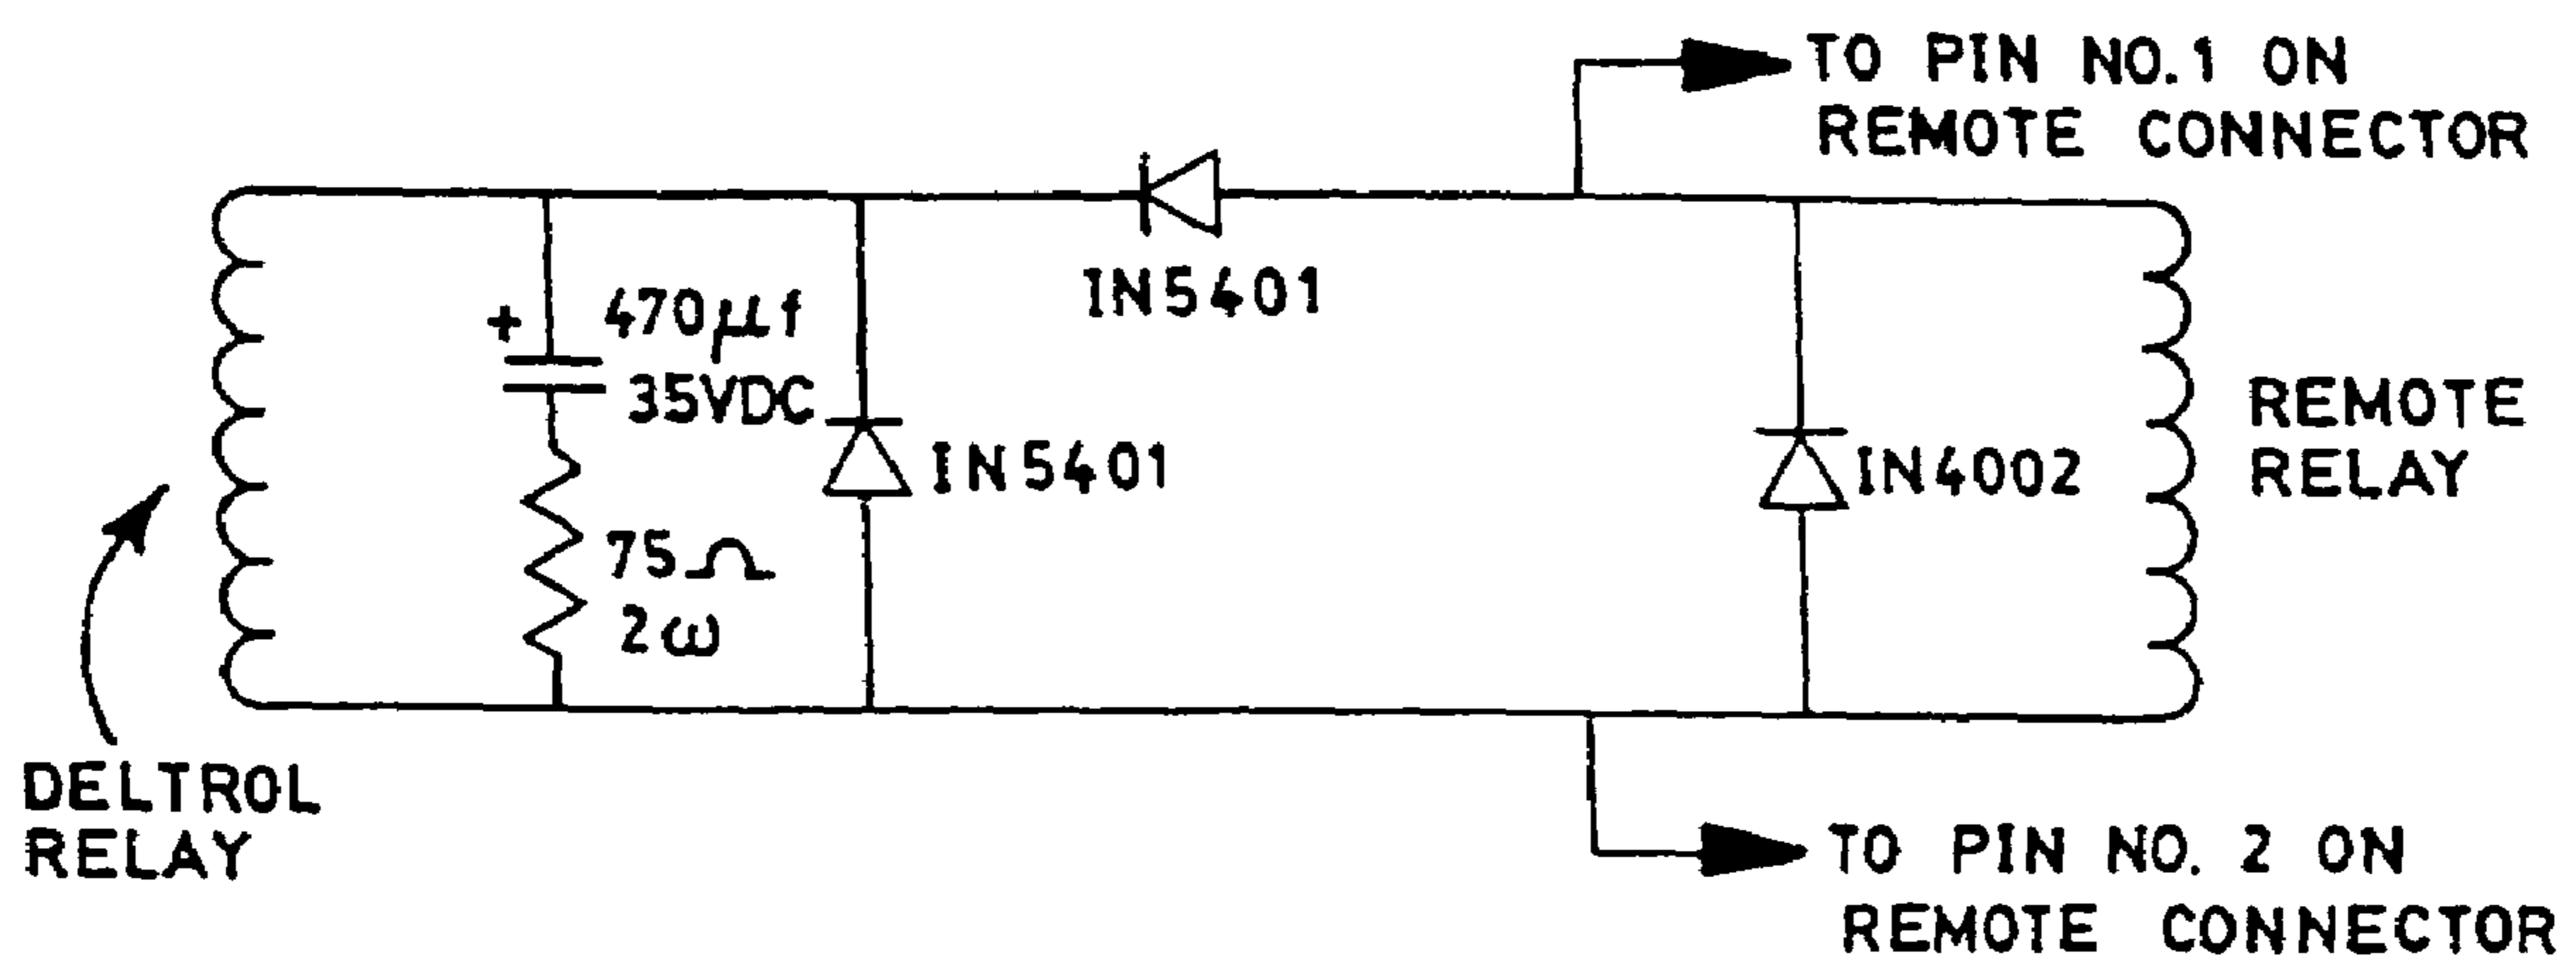 TO PIN NO.1 ON
REMOTE CONNECTOR
IN5401
+
470μf
35VDC
IN5401
75Ω
2ω
IN4002
REMOTE
RELAY
DELTROL
RELAY
TO PIN NO. 2 ON
REMOTE CONNECTOR